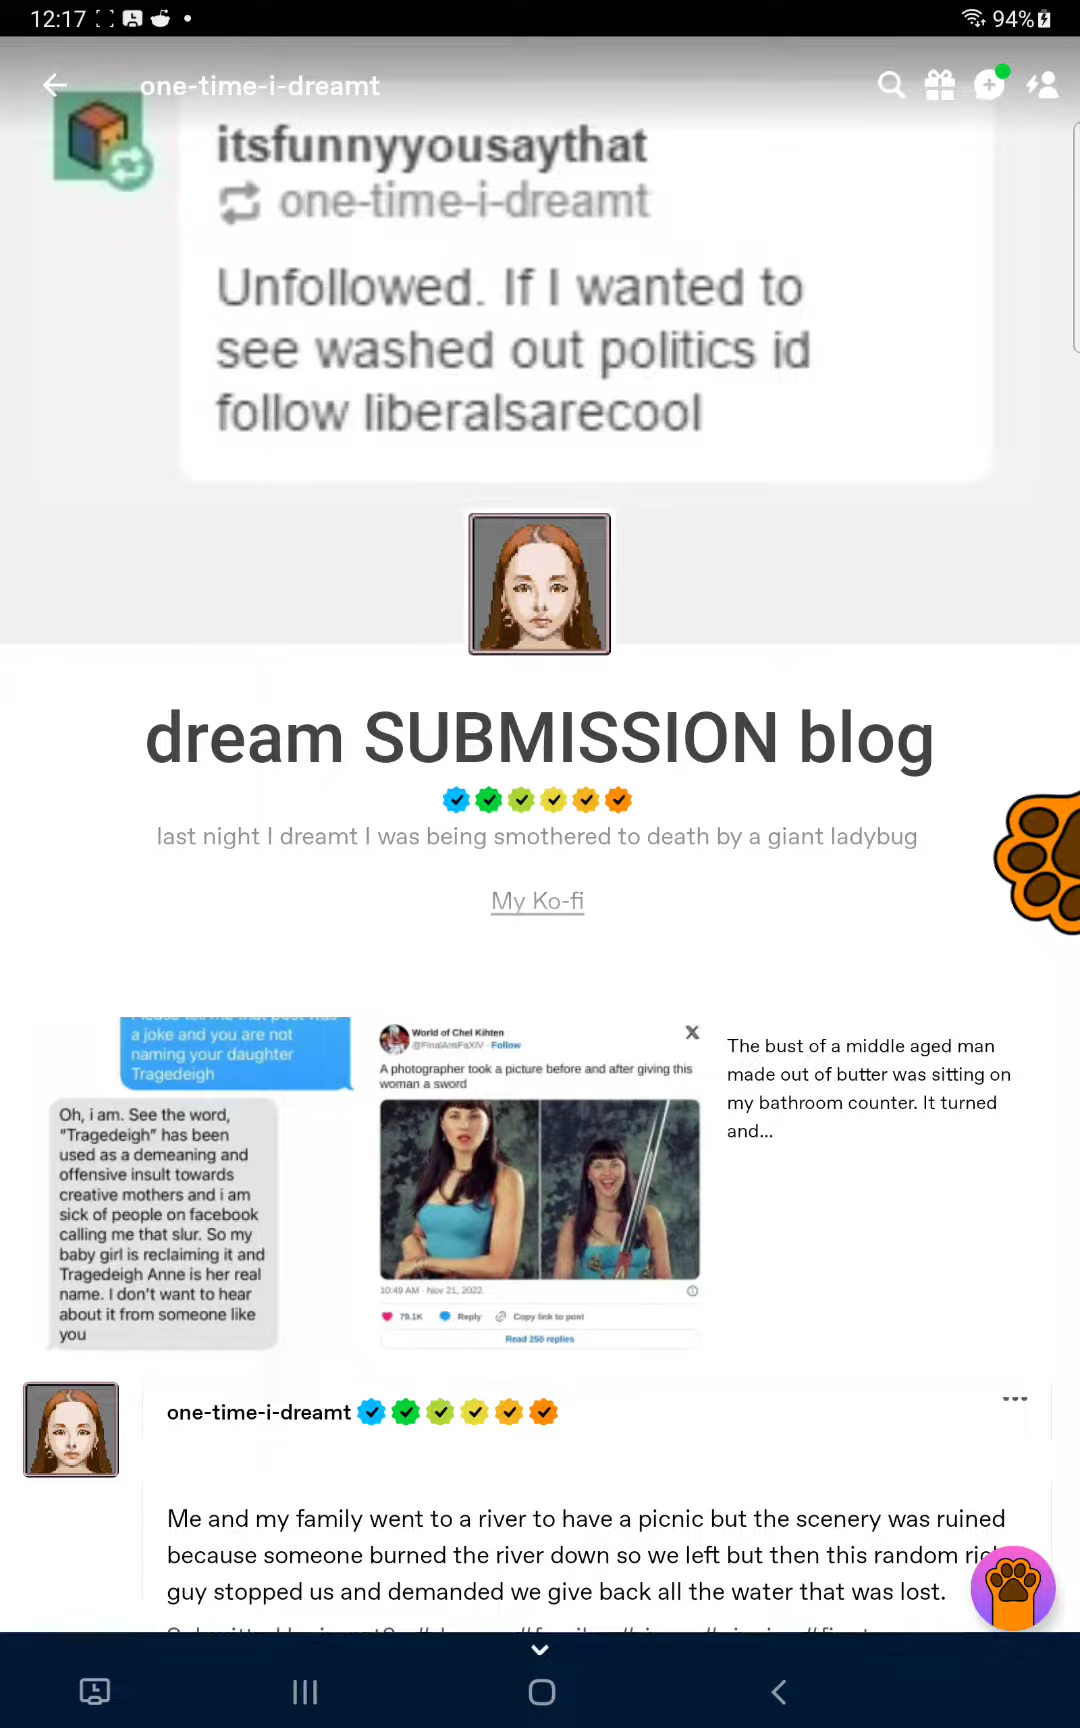 12:17
94%
one-time-i-dreamt
itsfunnyyousaythat
one-time-i-dreamt
Unfollowed. If I wanted to
see washed out politics id
follow liberalsarecool
dream SUBMISSION blog
last night I dreamt I was being smothered to death by a giant ladybug
My Ko-fi
a joke and you are not
naming your daughter
Tragedeigh
Oh, i am. See the word,
"Tragedeigh" has been
used as a demeaning and
offensive insult towards
creative mothers and i am
sick of people on facebook
calling me that slur. So my
baby girl is reclaiming it and
Tragedeigh Anne is her real
name. I don't want to hear
about it from someone like
you
World of Chel Kihten
@FinalArmFaXIV · Follow
A photographer took a picture before and after giving this
woman a sword
10:49 AM · Nov 21, 2022
79.1K Reply Copy link to post
Read 250 replies
The bust of a middle aged man
made out of butter was sitting on
my bathroom counter. It turned
and...
one-time-i-dreamt
Me and my family went to a river to have a picnic but the scenery was ruined
because someone burned the river down so we left but then this random
guy stopped us and demanded we give back all the water that was lost.